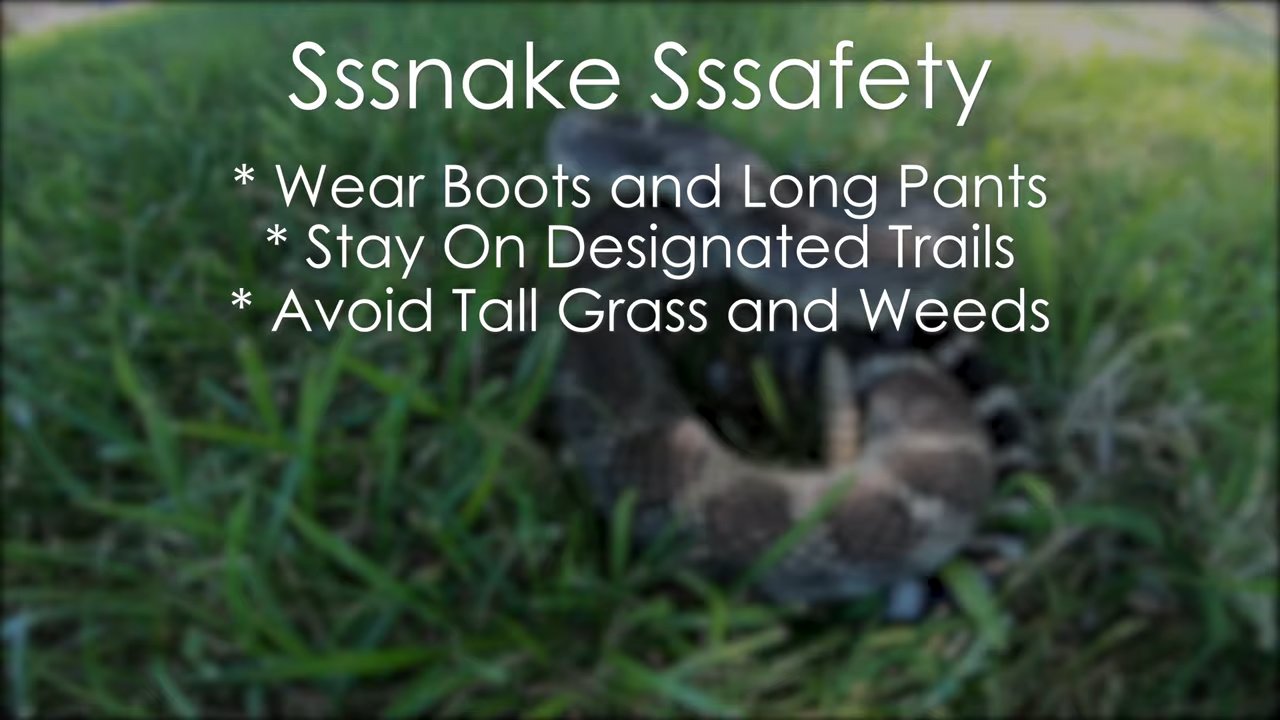 Sssnake Sssafety
* Wear Boots and Long Pants
* Stay On Designated Trails
* Avoid Tall Grass and Weeds